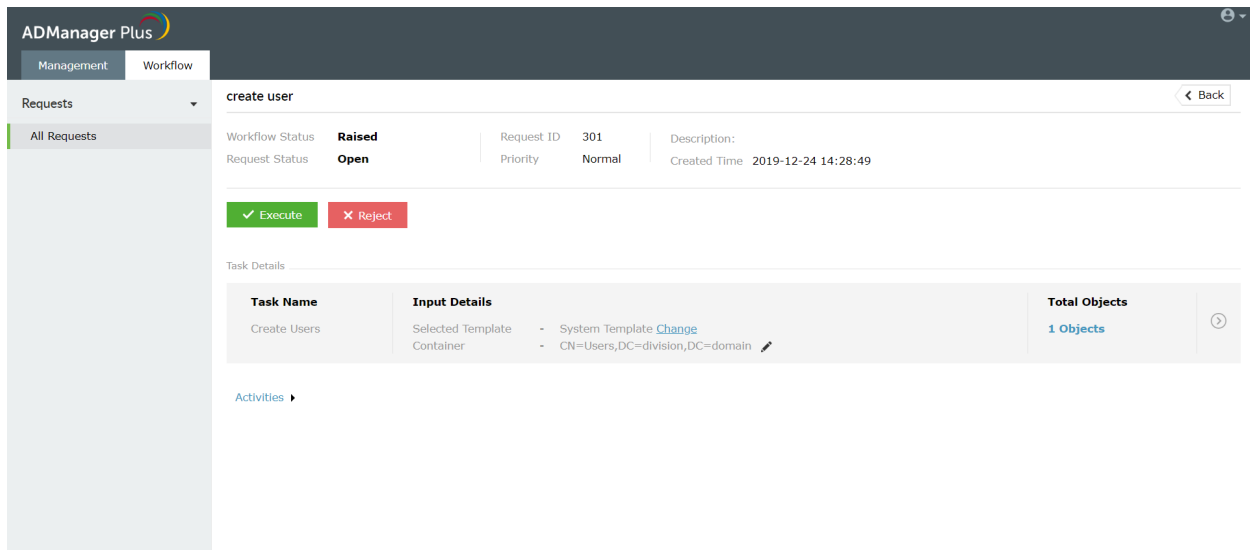 ADManager Plus
Management Workflow
Requests
All Requests
create user
Back
Workflow Status Raised Request ID 301 Description:
Request Status Open Priority Normal Created Time 2019-12-24 14:28:49
Execute Reject
Task Details
Task Name Input Details Total Objects
Create Users Selected Template - System Template Change 1 Objects
Container - CN=Users,DC=division,DC=domain
Activities